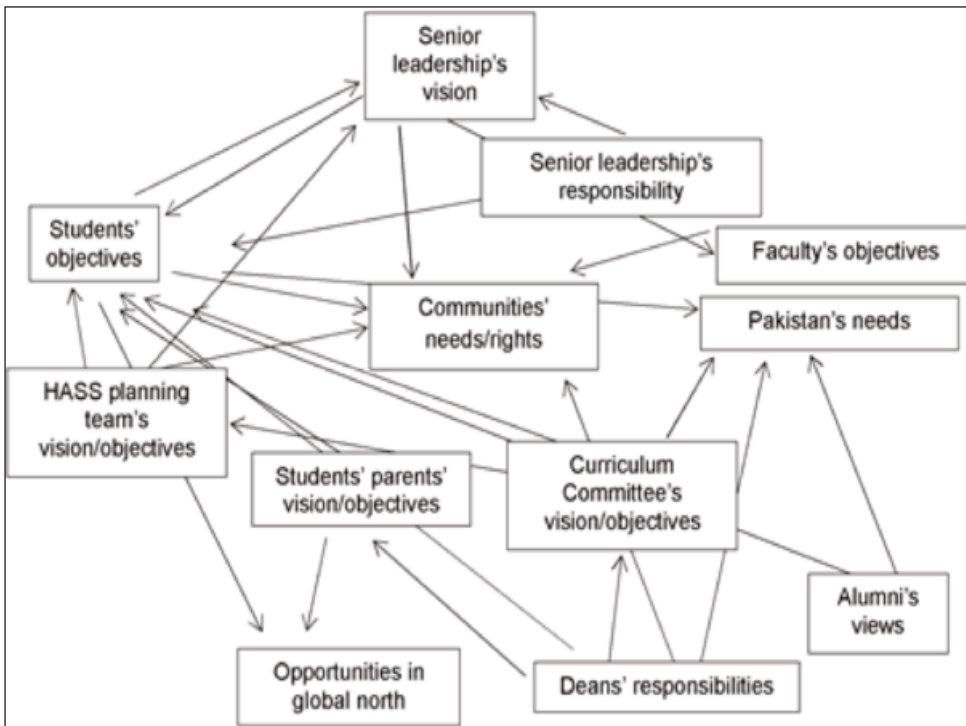 Senior
leadership's
vision
Senior leadership's
responsibility
Students'
objectives
Faculty's objectives
Communities'
needs/rights
Pakistan's needs
HASS planning
team's
vision/objectives
Students' parents'
vision/objectives
Curriculum
Committee's
vision/objectives
Alumni's
views
Opportunities in
global north
Deans' responsibilities